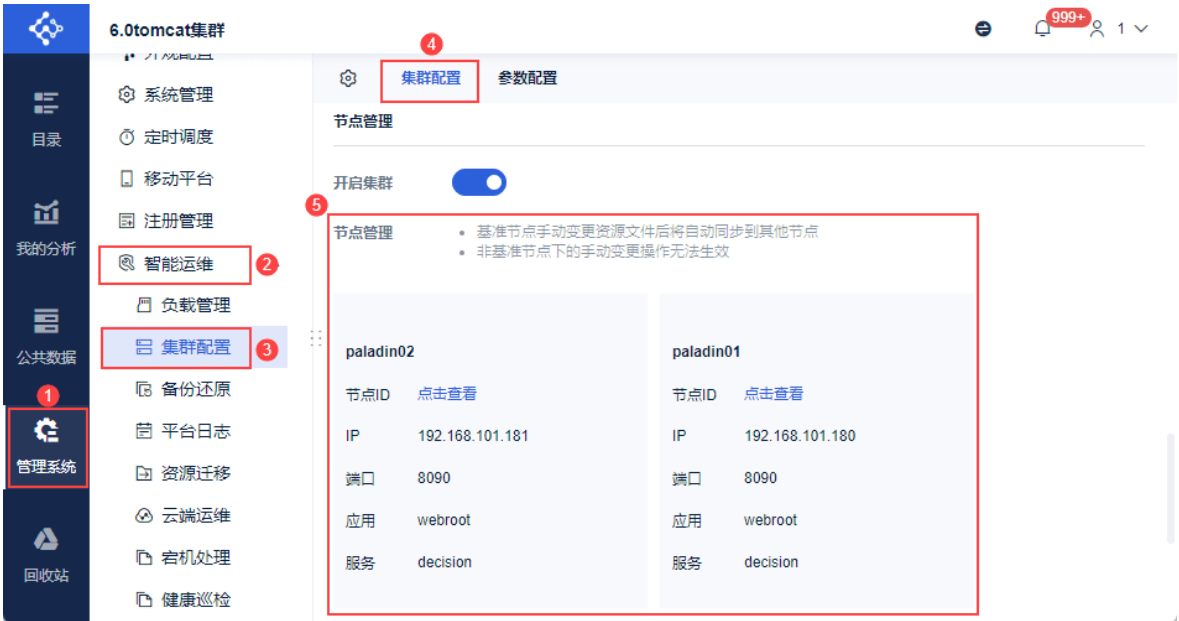 6.0tomcat集群
999+
1
4
外观配置
系统管理
定时调度
移动平台
注册管理
智能运维
2
负载管理
集群配置
3
备份还原
平台日志
资源迁移
云端运维
宕机处理
健康巡检
目录
我的分析
公共数据
1
管理系统
回收站
集群配置
参数配置
节点管理
开启集群
5
节点管理
基准节点手动变更资源文件后将自动同步到其他节点
非基准节点下的手动变更操作无法生效
paladin02
节点ID 点击查看
IP 192.168.101.181
端口 8090
应用 webroot
服务 decision
paladin01
节点ID 点击查看
IP 192.168.101.180
端口 8090
应用 webroot
服务 decision